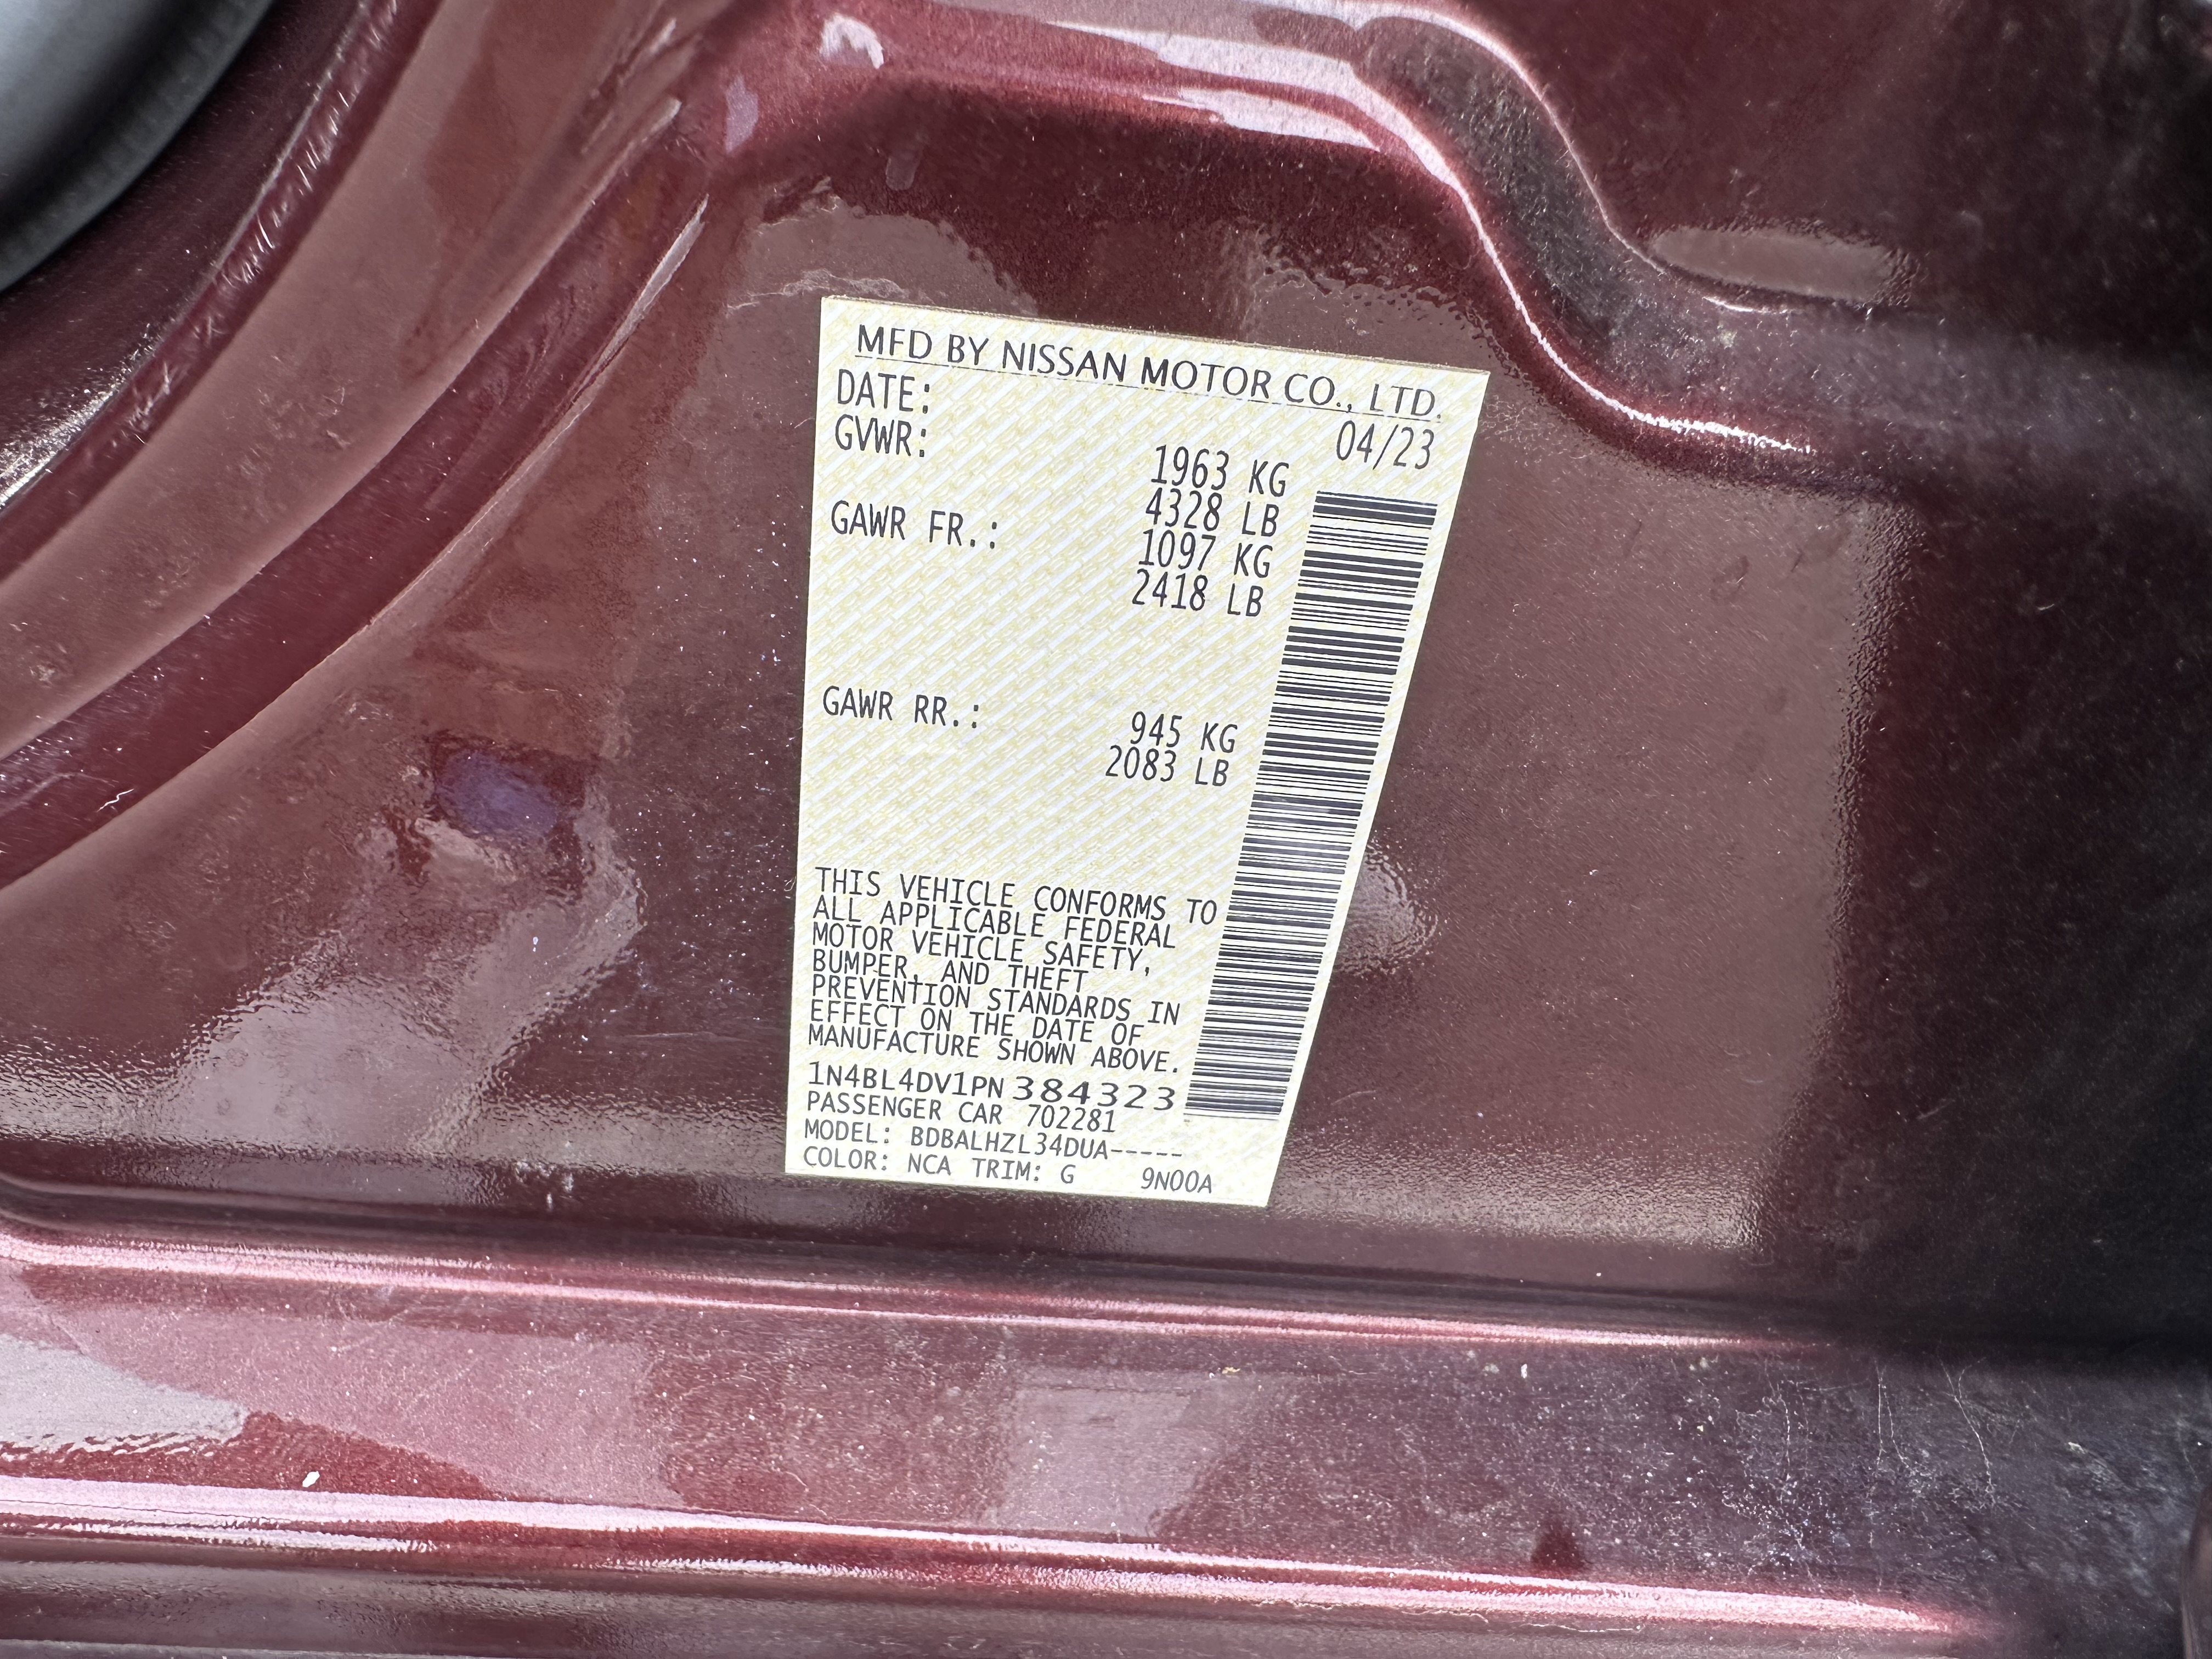 MFD BY NISSAN MOTOR CO., LTD.
DATE: 04/23
GVWR: 1963 KG
4328 LB
GAWR FR.: 1097 KG
2418 LB
GAWR RR.: 945 KG
2083 LB
THIS VEHICLE CONFORMS TO
ALL APPLICABLE FEDERAL
MOTOR VEHICLE SAFETY,
BUMPER, AND THEFT
PREVENTION STANDARDS IN
EFFECT ON THE DATE OF
MANUFACTURE SHOWN ABOVE.
1N4BL4DV1PN384323
PASSENGER CAR 702281
MODEL: BDBALHZL34DUA-----
COLOR: NCA TRIM: G 9N00A